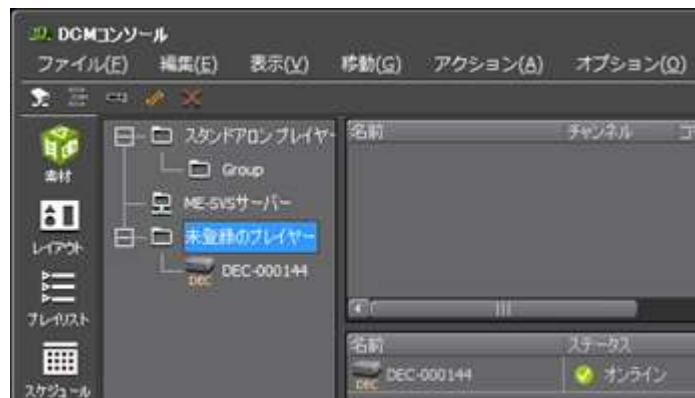 DCMコンソール
ファイル(F) 編集(E) 表示(V) 移動(G) アクション(A) オプション(O)
素材
レイアウト
プレイリスト
スケジュール
スタンドアロン プレイヤー
Group
ME-SVSサーバー
未登録のプレイヤー
DEC
DEC-000144
名前 チャンネル コ
名前 ステータス
DEC
DEC-000144 オンライン